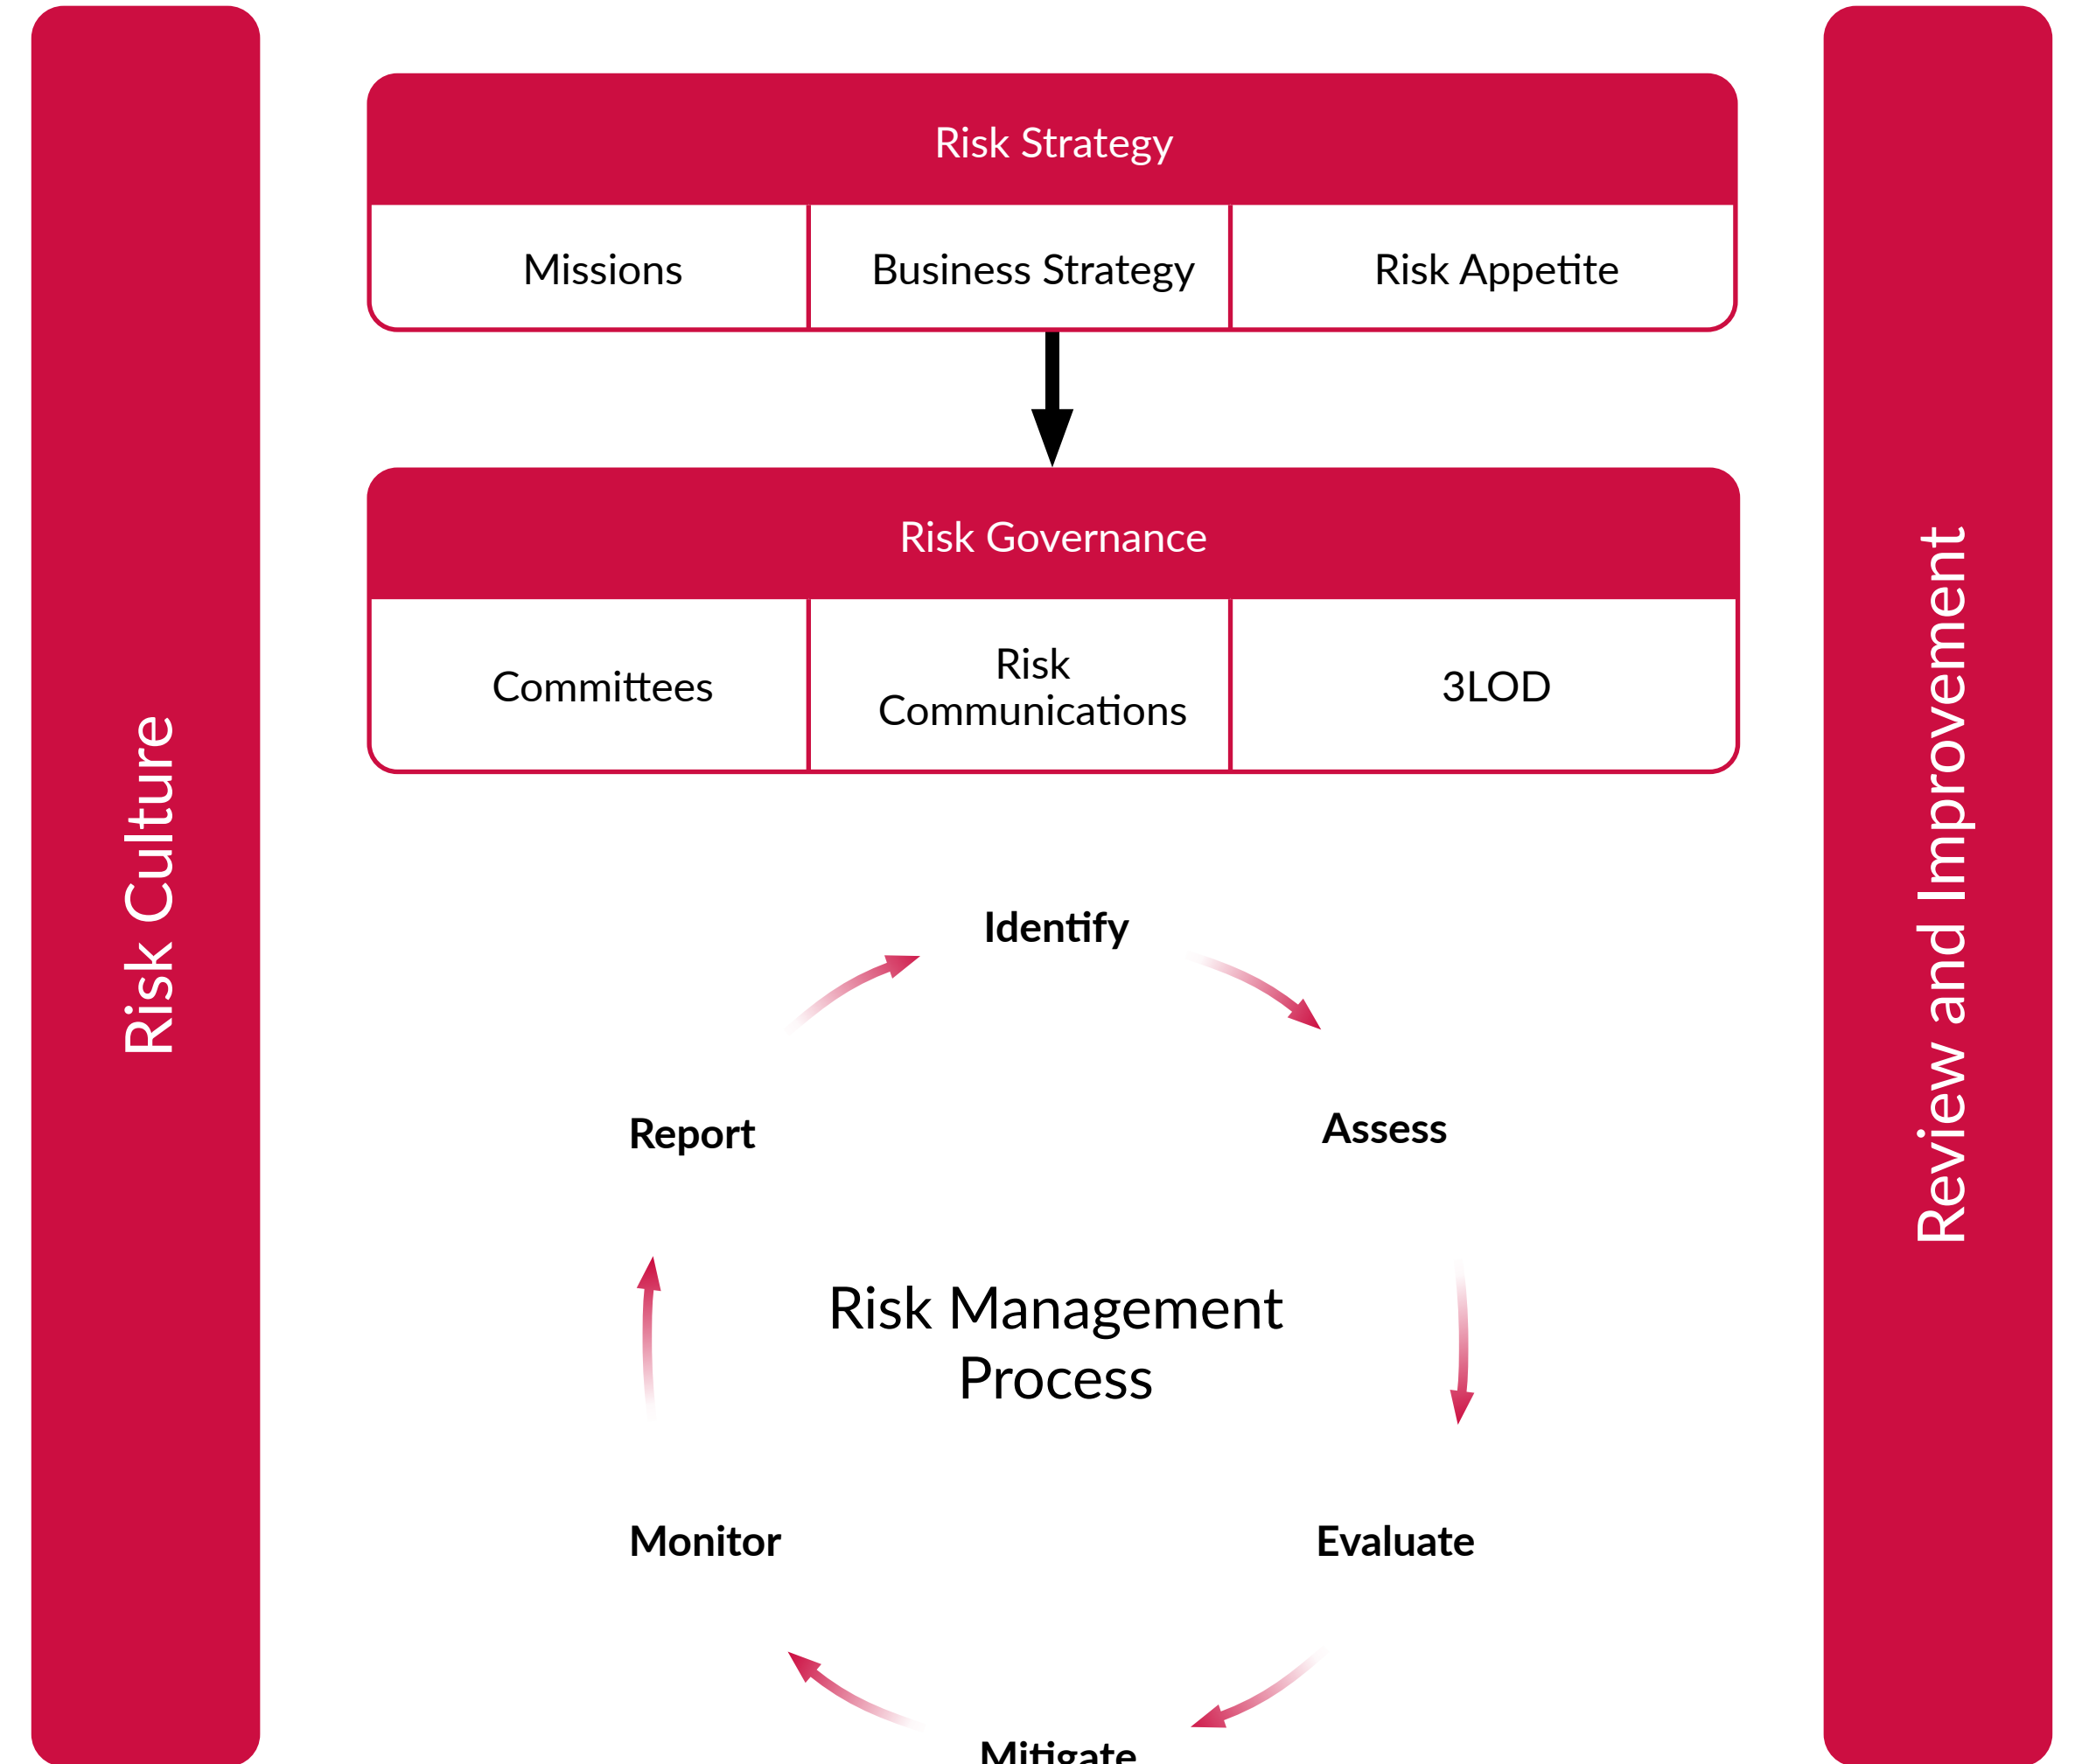 Risk Culture
Risk Strategy
Missions
Business Strategy
Risk Appetite
Risk Governance
Committees
Risk
Communications
3LOD
Identify
Report
Assess
Risk Management
Process
Monitor
Evaluate
Mitigate
Review and Improvement